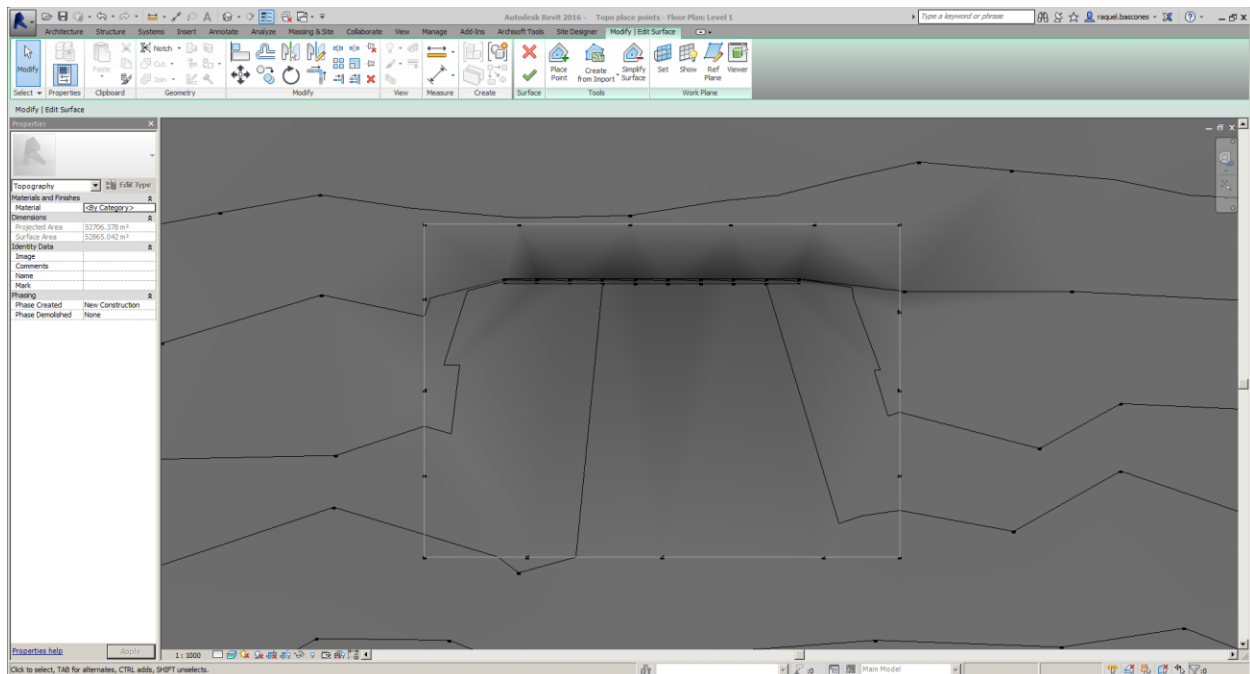 Autodesk Revit 2016 - Topo place points - Floor Plan: Level 1
Type a keyword or phrase
raquel.bascones
Architecture Structure Systems Insert Annotate Analyze Massing & Site Collaborate View Manage Add-Ins Archisoft Tools Site Designer Modify | Edit Surface
Modify
Paste
Notch
Cut
Join
Place Point
Create from Import
Simplify Surface
Set
Show
Ref Plane
Viewer
Select Properties Clipboard Geometry Modify View Measure Create Surface Tools Work Plane
Modify | Edit Surface
Properties
Topography
Edit Type
Materials and Finishes
Material <By Category>
Dimensions
Projected Area 52706.378 m²
Surface Area 52865.042 m²
Identity Data
Image
Comments
Name
Mark
Phasing
Phase Created New Construction
Phase Demolished None
Properties help
Apply
1 : 1000
Click to select, TAB for alternates, CTRL adds, SHIFT unselects.
:0
Main Model
:0